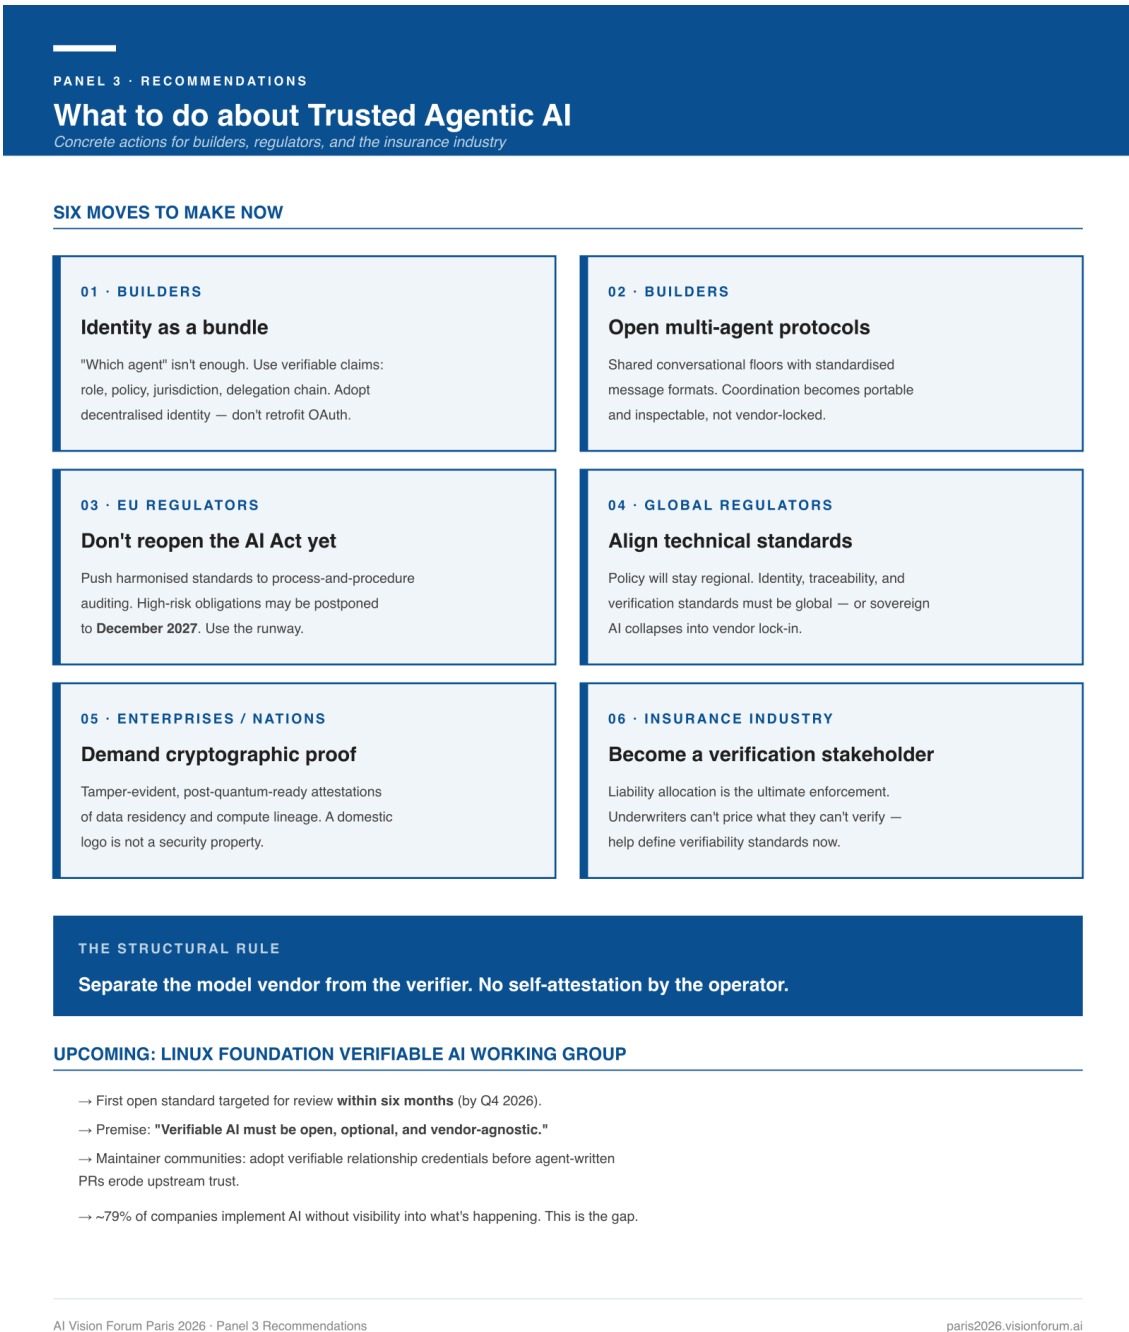 PANEL 3 · RECOMMENDATIONS
What to do about Trusted Agentic AI
Concrete actions for builders, regulators, and the insurance industry
SIX MOVES TO MAKE NOW
01 · BUILDERS
Identity as a bundle
"Which agent" isn't enough. Use verifiable claims:
role, policy, jurisdiction, delegation chain. Adopt
decentralised identity — don't retrofit OAuth.
02 · BUILDERS
Open multi-agent protocols
Shared conversational floors with standardised
message formats. Coordination becomes portable
and inspectable, not vendor-locked.
03 · EU REGULATORS
Don't reopen the AI Act yet
Push harmonised standards to process-and-procedure
auditing. High-risk obligations may be postponed
to December 2027. Use the runway.
04 · GLOBAL REGULATORS
Align technical standards
Policy will stay regional. Identity, traceability, and
verification standards must be global — or sovereign
AI collapses into vendor lock-in.
05 · ENTERPRISES / NATIONS
Demand cryptographic proof
Tamper-evident, post-quantum-ready attestations
of data residency and compute lineage. A domestic
logo is not a security property.
06 · INSURANCE INDUSTRY
Become a verification stakeholder
Liability allocation is the ultimate enforcement.
Underwriters can't price what they can't verify —
help define verifiability standards now.
THE STRUCTURAL RULE
Separate the model vendor from the verifier. No self-attestation by the operator.
UPCOMING: LINUX FOUNDATION VERIFIABLE AI WORKING GROUP
→ First open standard targeted for review within six months (by Q4 2026).
→ Premise: "Verifiable AI must be open, optional, and vendor-agnostic."
→ Maintainer communities: adopt verifiable relationship credentials before agent-written
PRs erode upstream trust.
→ ~79% of companies implement AI without visibility into what's happening. This is the gap.
AI Vision Forum Paris 2026 · Panel 3 Recommendations
paris2026.visionforum.ai